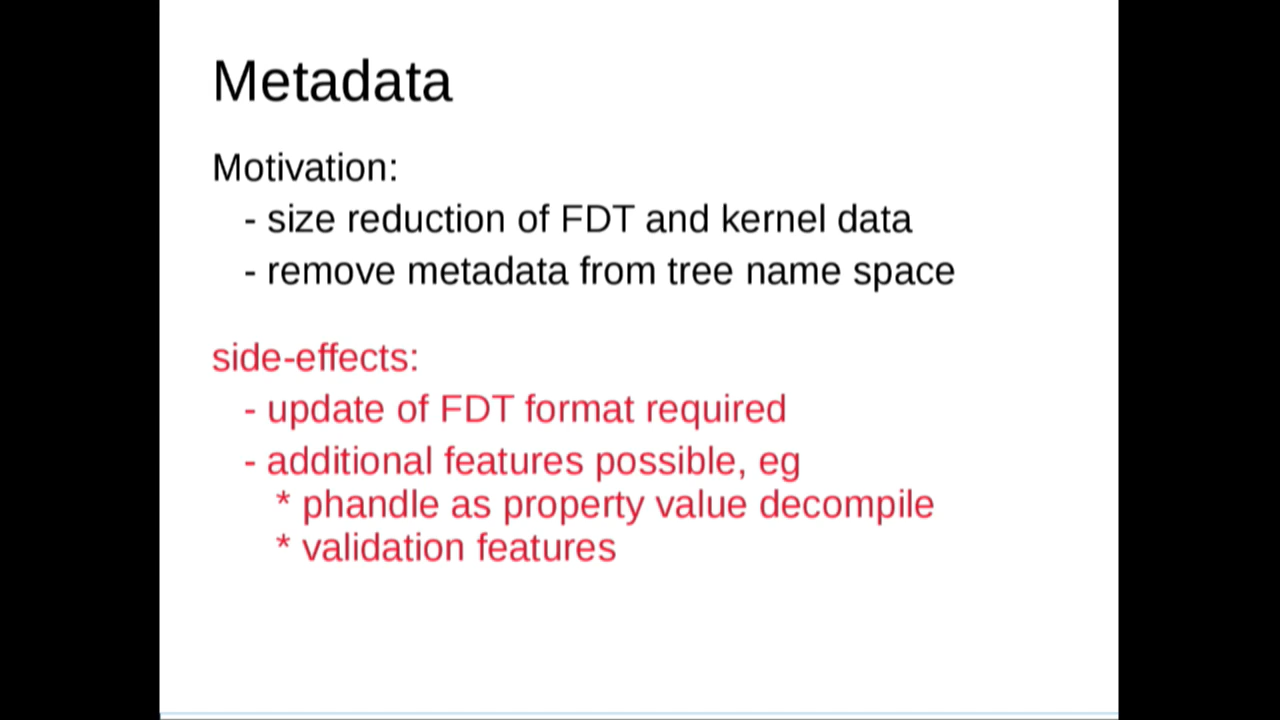 Metadata
Motivation:
- size reduction of FDT and kernel data
- remove metadata from tree name space
side-effects:
- update of FDT format required
- additional features possible, eg
* phandle as property value decompile
* validation features